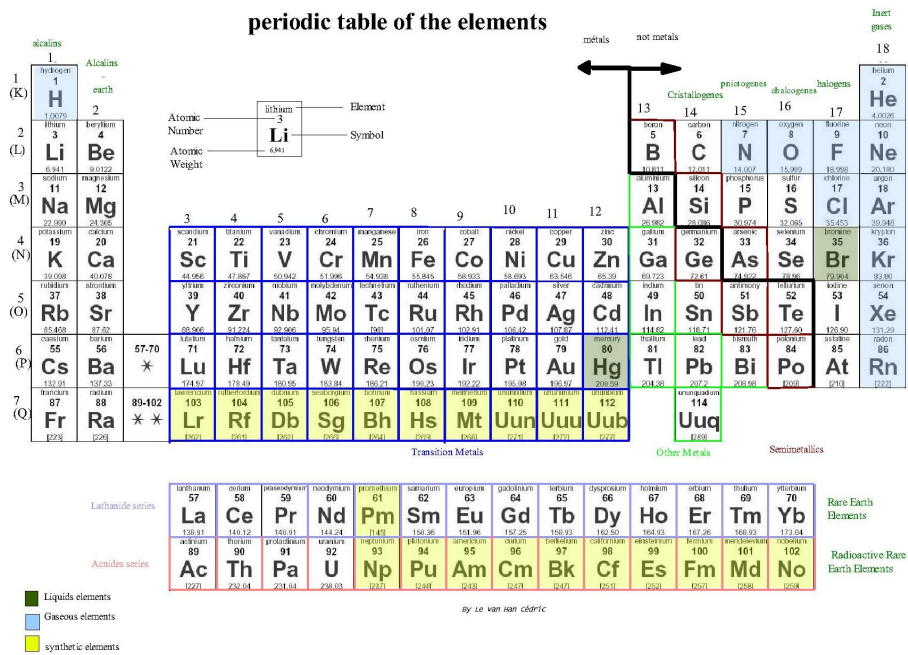 periodic table of the elements
Inert
gases
métals
not metals
alcalins
Alcalins
-
earth
1
18
pnictogenes
chalcogenes
halogens
Cristallogenes
2
13 14 15 16 17
1
(K)
hydrogen helium
1 2
H He
1.0079 4.0026
lithium
3
Li
6,941
Atomic
Number
Atomic
Weight
Element
Symbol
2
(L)
lithium beryllium boron carbon nitrogen oxygen fluorine neon
3 4 5 6 7 8 9 10
Li Be B C N O F Ne
6.941 9.0122 10.811 12.011 14.007 15.999 18.998 20.180
3
(M)
sodium magnesium aluminium silicon phosphorus sulfur chlorine argon
11 12 13 14 15 16 17 18
Na Mg Al Si P S Cl Ar
22.990 24.305 26.982 28.086 30.974 32.065 35.453 39.948
3 4 5 6 7 8 9 10 11 12
4
(N)
potassium calcium scandium titanium vanadium chromium manganese iron cobalt nickel copper zinc gallium germanium arsenic selenium bromine krypton
19 20 21 22 23 24 25 26 27 28 29 30 31 32 33 34 35 36
K Ca Sc Ti V Cr Mn Fe Co Ni Cu Zn Ga Ge As Se Br Kr
39.098 40.078 44.956 47.867 50.942 51.996 54.938 55.845 58.933 58.693 63.546 65.39 69.723 72.61 74.922 78.96 79.904 83.80
5
(O)
rubidium strontium yttrium zirconium niobium molybdenum technetium ruthenium rhodium palladium silver cadmium indium tin antimony tellurium iodine xenon
37 38 39 40 41 42 43 44 45 46 47 48 49 50 51 52 53 54
Rb Sr Y Zr Nb Mo Tc Ru Rh Pd Ag Cd In Sn Sb Te I Xe
85.468 87.62 88.906 91.224 92.906 95.94 [98] 101.07 102.91 106.42 107.87 112.41 114.82 118.71 121.76 127.60 126.90 131.29
6
(P)
caesium barium lutetium hafnium tantalum tungsten rhenium osmium iridium platinum gold mercury thallium lead bismuth polonium astatine radon
55 56 57-70 71 72 73 74 75 76 77 78 79 80 81 82 83 84 85 86
Cs Ba * Lu Hf Ta W Re Os Ir Pt Au Hg Tl Pb Bi Po At Rn
132.91 137.33 174.97 178.49 180.95 183.84 186.21 190.23 192.22 195.08 196.97 200.59 204.38 207.2 208.98 [209] [210] [222]
7
(Q)
francium radium lawrencium rutherfordium dubnium seaborgium bohrium hassium meitnerium ununnilium unununium ununbium ununquadium
87 88 89-102 103 104 105 106 107 108 109 110 111 112 114
Fr Ra * * Lr Rf Db Sg Bh Hs Mt Uun Uuu Uub Uuq
[223] [226] [262] [261] [262] [266] [264] [269] [268] [271] [272] [277] [289]
Transition Metals
Other Metals
Semimetallics
Lathanide series
lanthanum cerium praseodymium neodymium promethium samarium europium gadolinium terbium dysprosium holmium erbium thulium ytterbium
57 58 59 60 61 62 63 64 65 66 67 68 69 70
La Ce Pr Nd Pm Sm Eu Gd Tb Dy Ho Er Tm Yb
138.91 140.12 140.91 144.24 [145] 150.36 151.96 157.25 158.93 162.50 164.93 167.26 168.93 173.04
Rare Earth
Elements
Acnides series
actinium thorium protactinium uranium neptunium plutonium americium curium berkelium californium einsteinium fermium mendelevium nobelium
89 90 91 92 93 94 95 96 97 98 99 100 101 102
Ac Th Pa U Np Pu Am Cm Bk Cf Es Fm Md No
[227] 232.04 231.04 238.03 [237] [244] [243] [247] [247] [251] [252] [257] [258] [259]
Radioactive Rare
Earth Elements
Liquids elements
Gaseous elements
synthetic elements
By Le Van Han Cédric